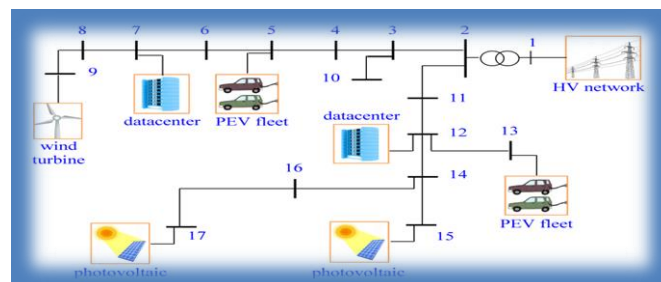 8 7 6 5 4 3 2 1
9 10
HV network
datacenter PEV fleet datacenter
11
wind
turbine
12 13
16 14
17 15
PEV fleet
photovoltaic photovoltaic